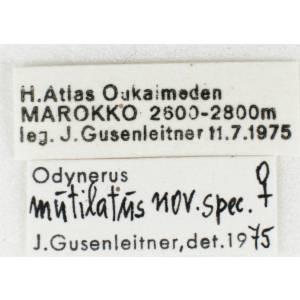 H.Atlas Oukaimeden
MAROKKO 2600-2800m
leg. J.Gusenleitner 11.7.1975
Odynerus
mutilatus nov. spec. ♀
J.Gusenleitner, det. 1975